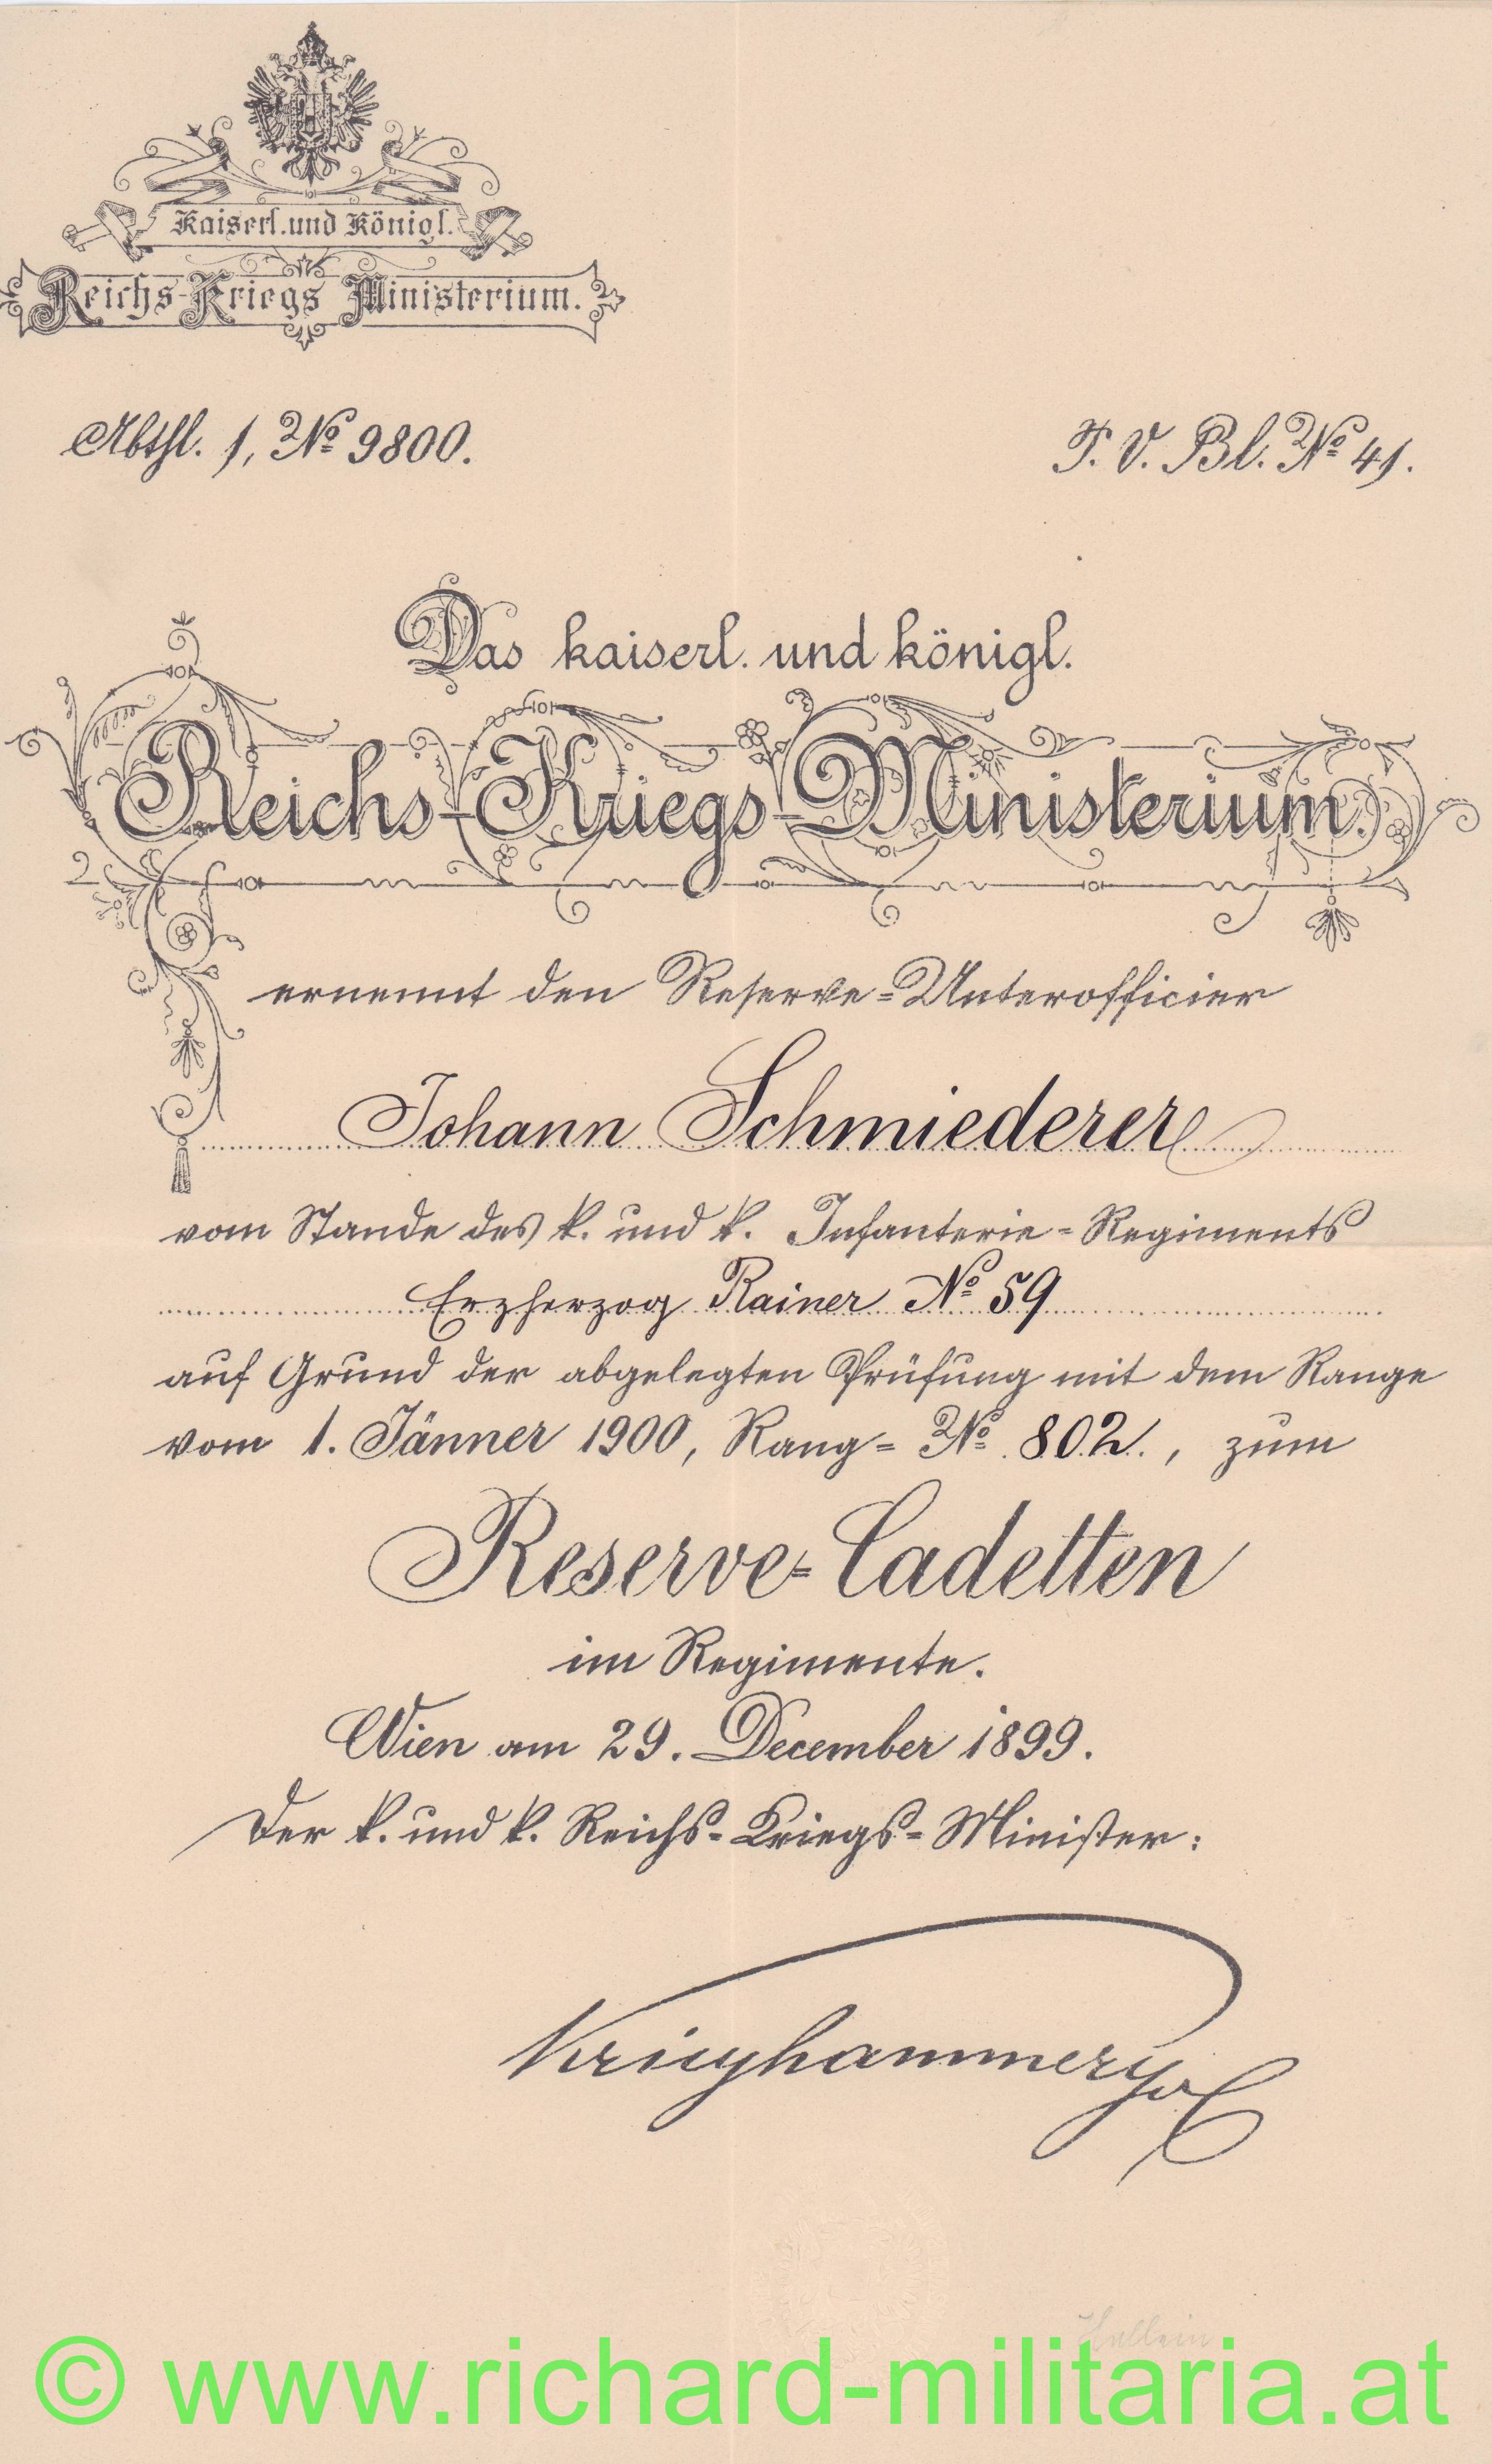 Kaiserl. und Königl.
Reichs-Kriegs Ministerium.
Abthl. 1, No 9800.
P. V. Bl. No 41.
Das kaiserl. und königl.
Reichs-Kriegs-Ministerium.
ernennt den Reserve=Unterofficier
Johann Schmiederer
vom Stande des k. und k. Infanterie=Regiments
Erzherzog Rainer No 59
auf Grund der abgelegten Prüfung mit dem Range
vom 1. Jänner 1900, Rang= No 802., zum
Reserve=Cadetten
im Regimente.
Wien am 29. December 1899.
Der k. und k. Reichs=Kriegs=Minister:
Krieghammer
Hallein
© www.richard-militaria.at